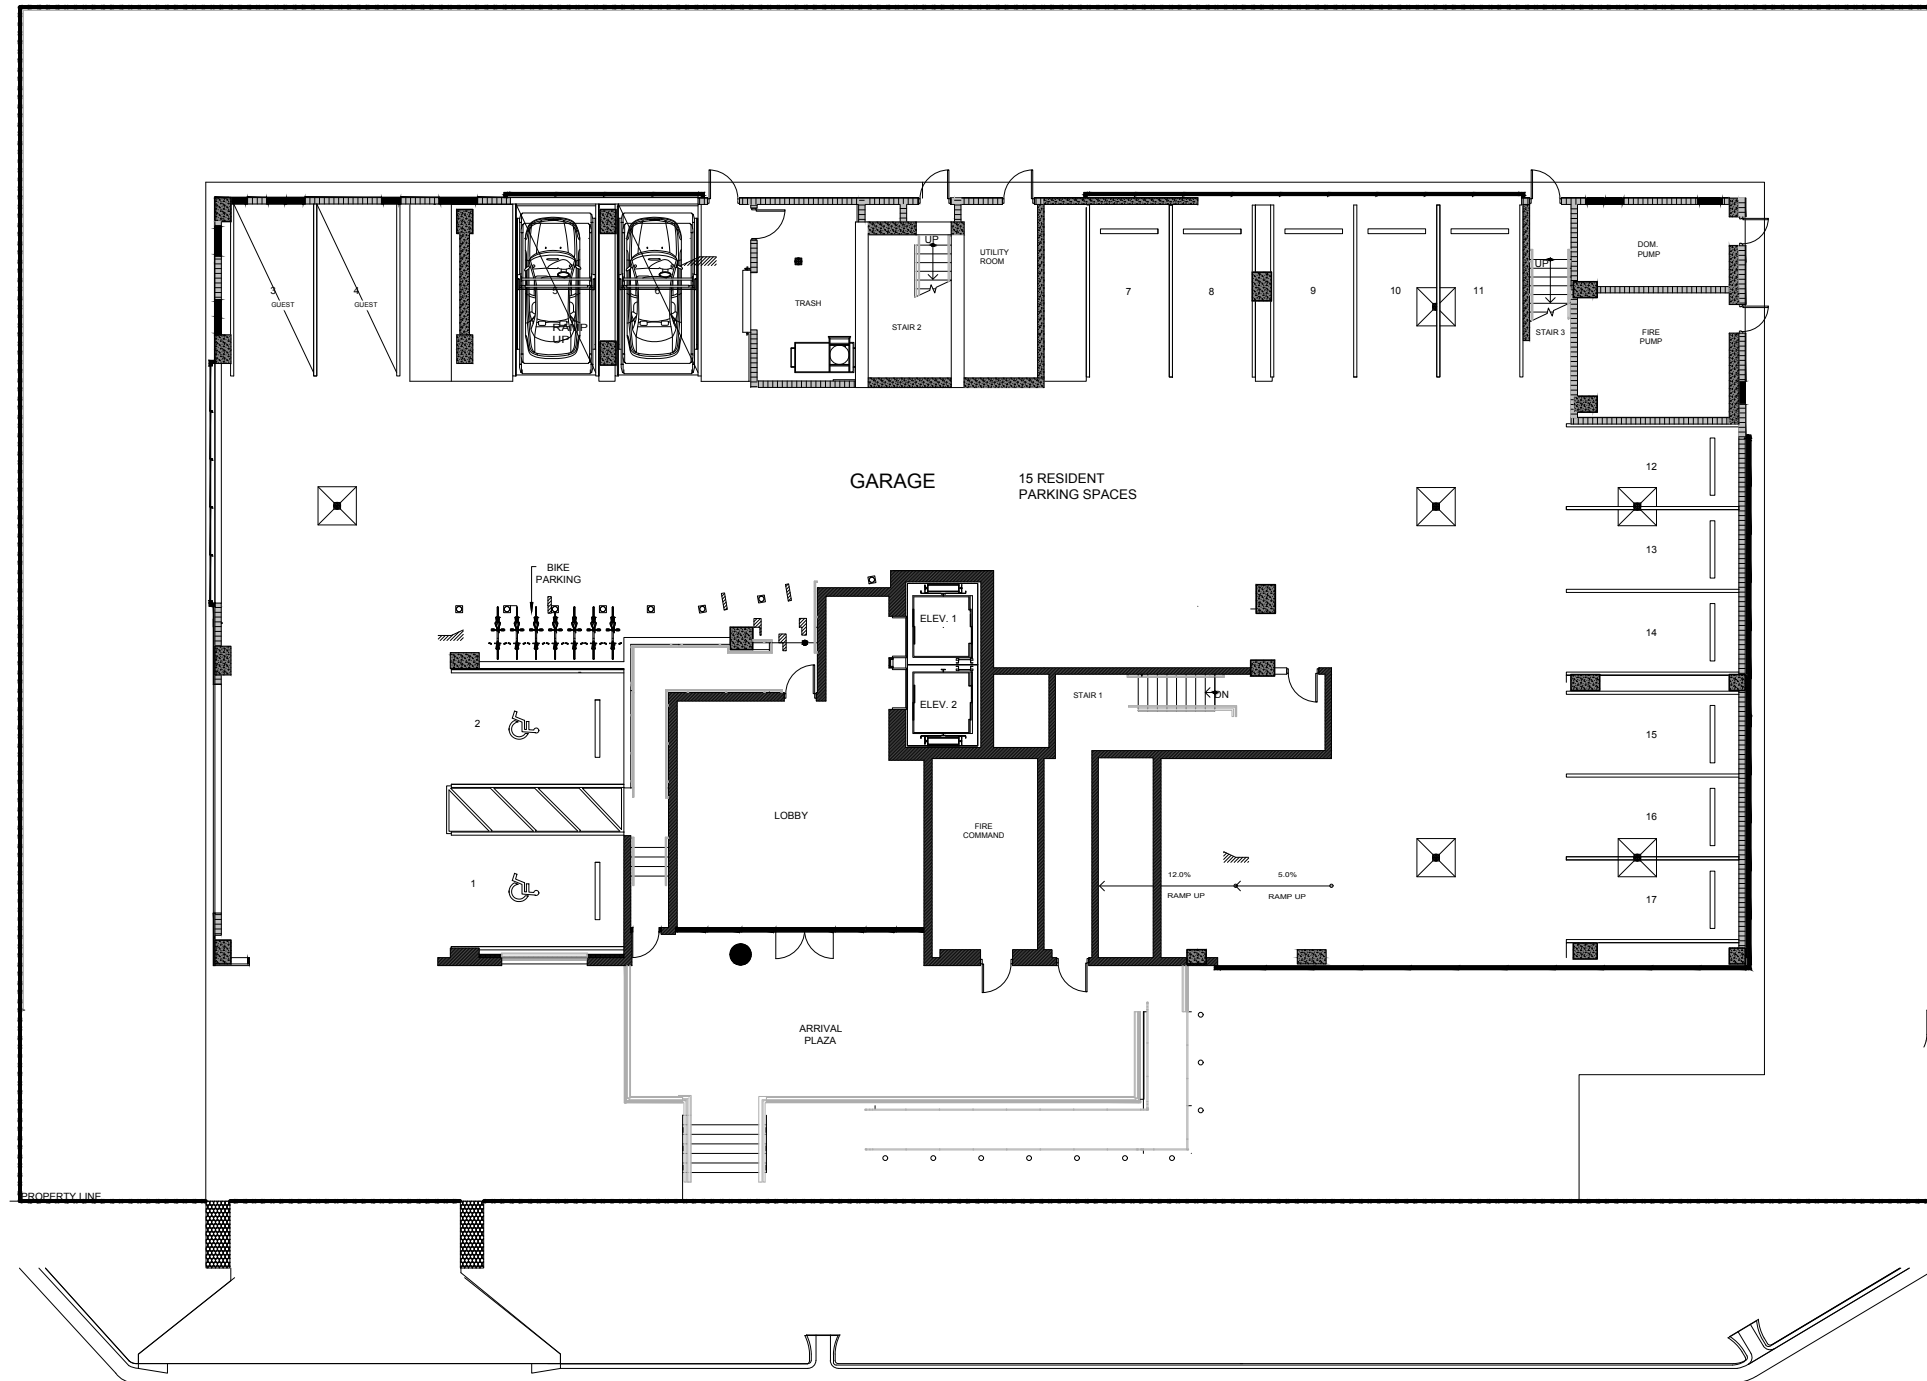 UP
UTILITY
ROOM
DOM.
PUMP
UP
3
GUEST
4
GUEST
5
6
7
8
9
10
11
TRASH
RAMP
UP
STAIR 2
STAIR 3
FIRE
PUMP
GARAGE
15 RESIDENT
PARKING SPACES
12
13
BIKE
PARKING
ELEV. 1
14
STAIR 1
DN
ELEV. 2
2
15
LOBBY
FIRE
COMMAND
16
1
12.0%
RAMP UP
5.0%
RAMP UP
17
ARRIVAL
PLAZA
PROPERTY LINE